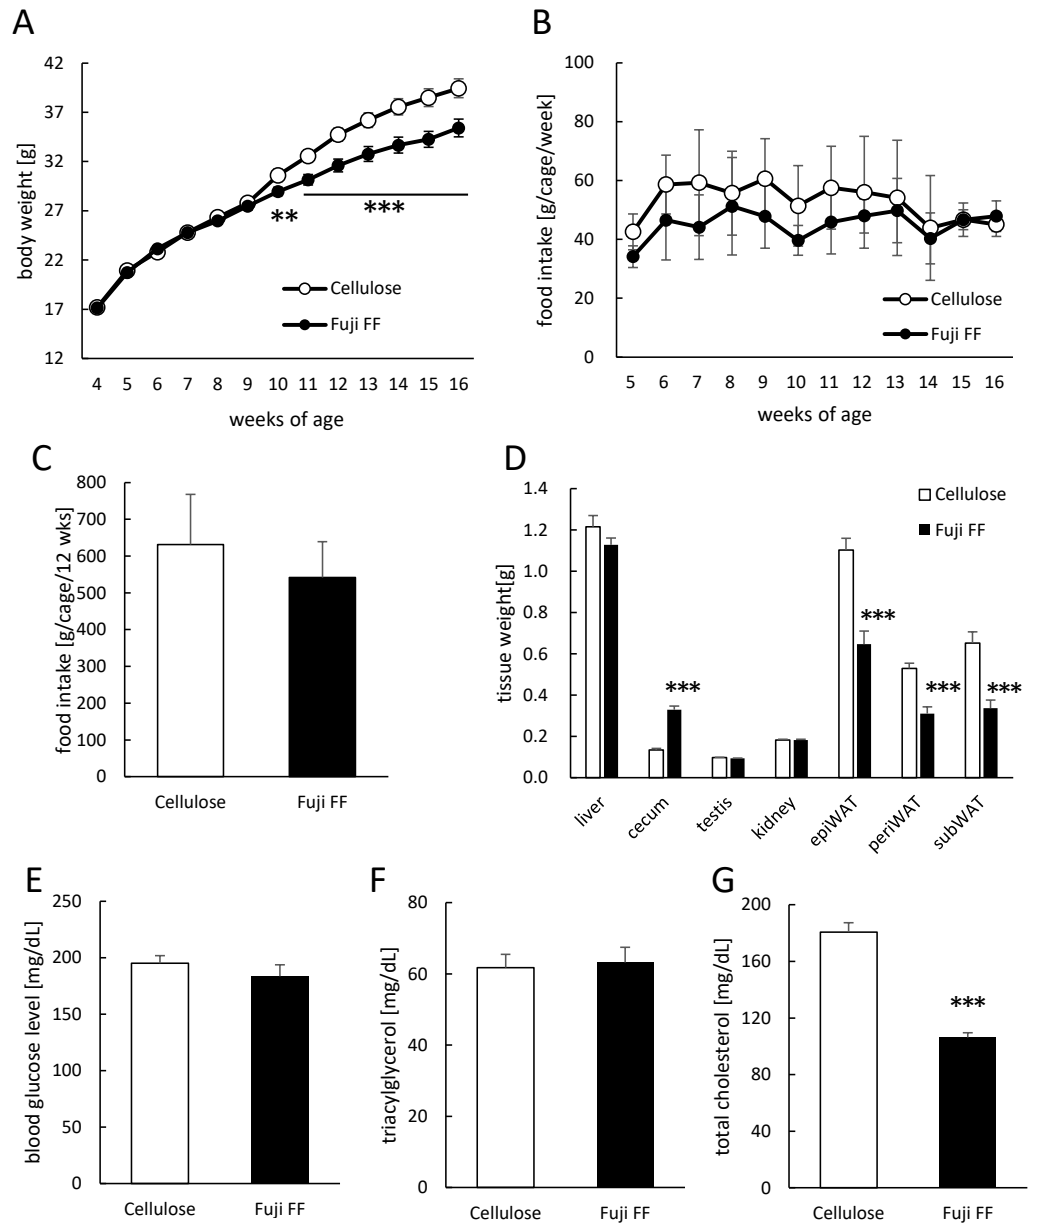 A
B
body weight [g]
42
37
32
27
22
17
12
**
***
Cellulose
Fuji FF
4 5 6 7 8 9 10 11 12 13 14 15 16
weeks of age
food intake [g/cage/week]
100
80
60
40
20
0
Cellulose
Fuji FF
5 6 7 8 9 10 11 12 13 14 15 16
weeks of age
C
D
food intake [g/cage/12 wks]
800
700
600
500
400
300
200
100
0
Cellulose Fuji FF
tissue weight[g]
1.4
1.2
1.0
0.8
0.6
0.4
0.2
0.0
Cellulose
Fuji FF
***
***
***
***
liver cecum testis kidney epiWAT periWAT subWAT
E
F
G
blood glucose level [mg/dL]
250
200
150
100
50
0
Cellulose Fuji FF
triacylglycerol [mg/dL]
80
60
40
20
0
Cellulose Fuji FF
total cholesterol [mg/dL]
200
160
120
80
40
0
***
Cellulose Fuji FF